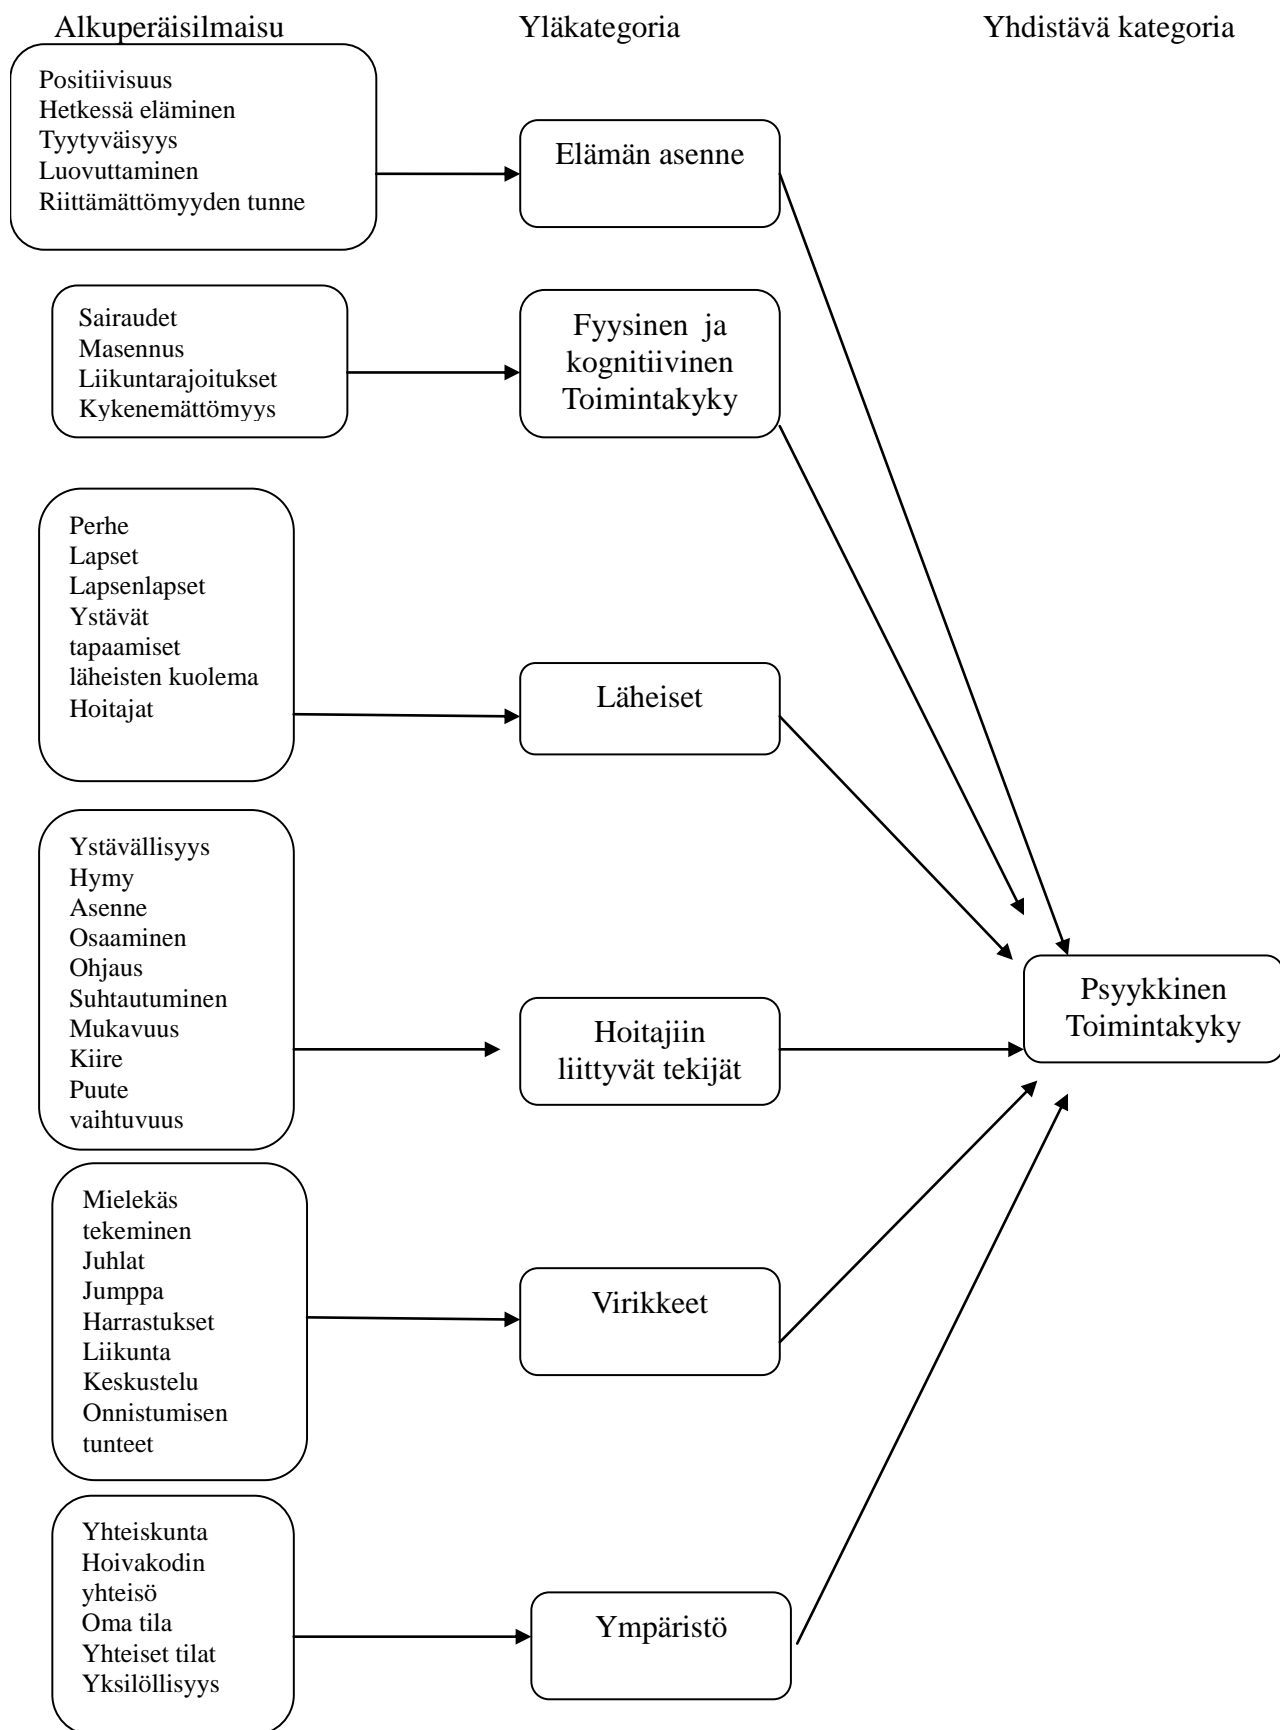 Alkuperäisilmaisu
Yläkategoria
Yhdistävä kategoria
Positiivisuus
Hetkessä eläminen
Tyytyväisyys
Luovuttaminen
Riittämättömyyden tunne
Elämän asenne
Sairaudet
Masennus
Liikuntarajoitukset
Kykenemättömyys
Fyysinen ja
kognitiivinen
Toimintakyky
Perhe
Lapset
Lapsenlapset
Ystävät
tapaamiset
läheisten kuolema
Hoitajat
Läheiset
Ystävällisyys
Hymy
Asenne
Osaaminen
Ohjaus
Suhtautuminen
Mukavuus
Kiire
Puute
vaihtuvuus
Hoitajiin
liittyvät tekijät
Psyykkinen
Toimintakyky
Mielekäs
tekeminen
Juhlat
Jumppa
Harrastukset
Liikunta
Keskustelu
Onnistumisen
tunteet
Virikkeet
Yhteiskunta
Hoivakodin
yhteisö
Oma tila
Yhteiset tilat
Yksilöllisyys
Ympäristö